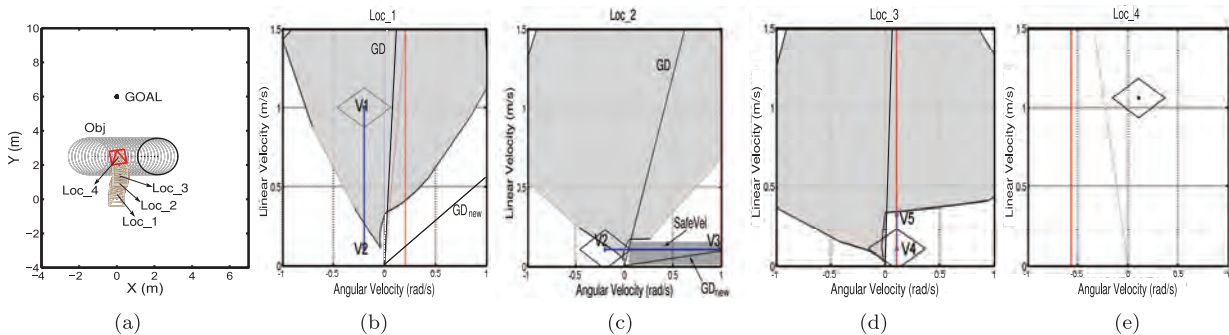 10
8
6
4
2
0
−2
−4
−4 −2 0 2 4 6
Y (m)
X (m)
GOAL
Obj
Loc_4
Loc_3
Loc_2
Loc_1
(a)
Loc_1
1.5
1
0.5
0
-1 -0.5 0 0.5 1
Linear Velocity (m/s)
Angular Velocity (rad/s)
GD
V1
V2
GDnew
(b)
Loc_2
1.5
1
0.5
0
-1 -0.5 0 0.5 1
Linear Velocity (m/s)
Angular Velocity (rad/s)
GD
SafeVel
V2
V3
GDnew
(c)
Loc_3
1.5
1
0.5
0
-1 -0.5 0 0.5 1
Linear Velocity (m/s)
Angular Velocity (rad/s)
V5
V4
(d)
Loc_4
1.5
1
0.5
0
-1 -0.5 0 0.5 1
Linear Velocity (m/s)
Angular Velocity (rad/s)
(e)